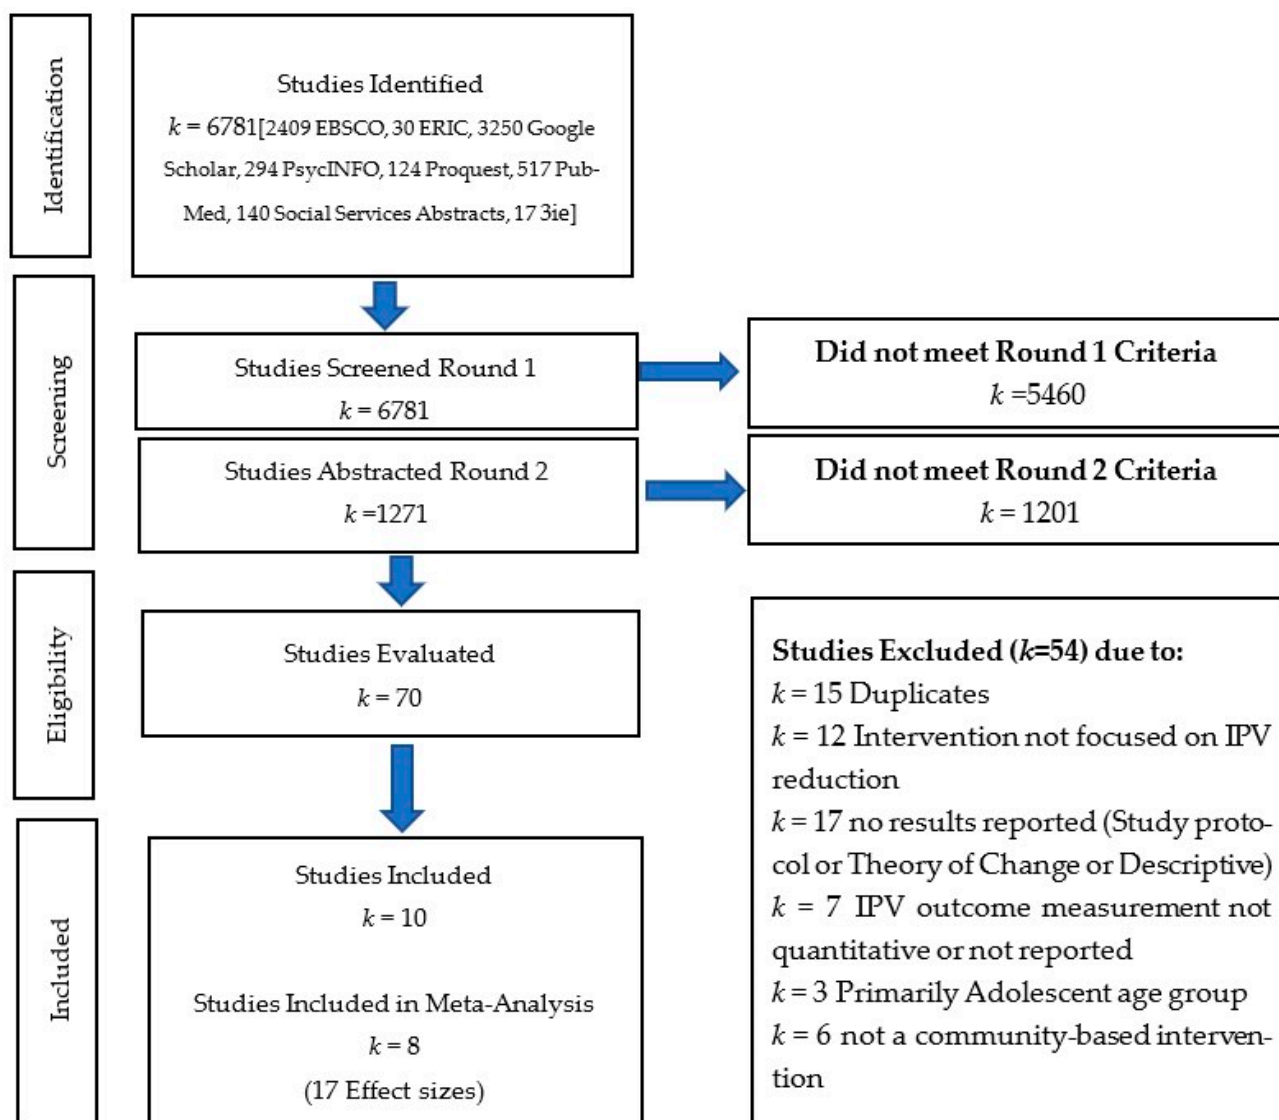 Identification
Studies Identified
k = 6781[2409 EBSCO, 30 ERIC, 3250 Google
Scholar, 294 PsycINFO, 124 Proquest, 517 Pub-
Med, 140 Social Services Abstracts, 17 3ie]
Screening
Studies Screened Round 1
k = 6781
Did not meet Round 1 Criteria
k =5460
Studies Abstracted Round 2
k =1271
Did not meet Round 2 Criteria
k = 1201
Eligibility
Studies Evaluated
k = 70
Studies Excluded (k=54) due to:
k = 15 Duplicates
k = 12 Intervention not focused on IPV
reduction
k = 17 no results reported (Study proto-
col or Theory of Change or Descriptive)
k = 7 IPV outcome measurement not
quantitative or not reported
k = 3 Primarily Adolescent age group
k = 6 not a community-based interven-
tion
Included
Studies Included
k = 10
Studies Included in Meta-Analysis
k = 8
(17 Effect sizes)